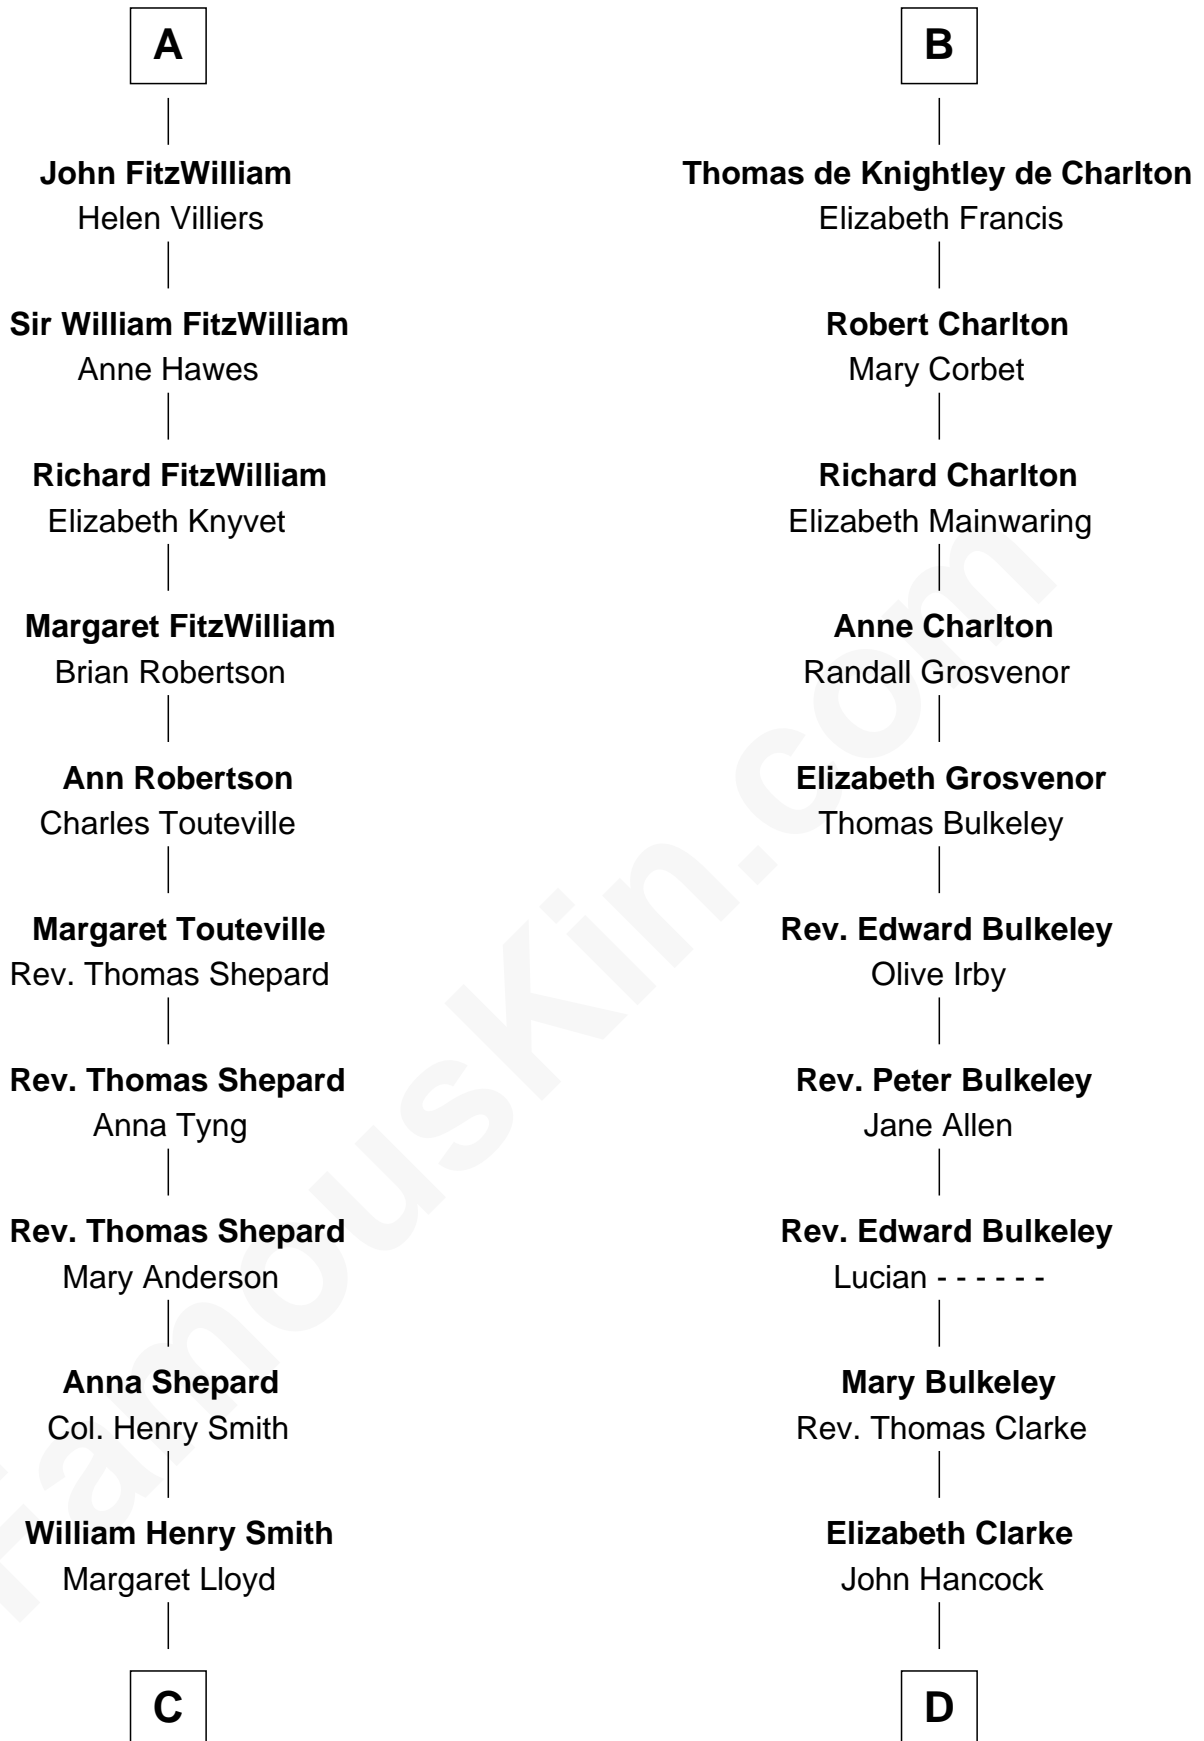 A
John FitzWilliam
Helen Villiers
Sir William FitzWilliam
Anne Hawes
Richard FitzWilliam
Elizabeth Knyvet
Margaret FitzWilliam
Brian Robertson
Ann Robertson
Charles Touteville
Margaret Touteville
Rev. Thomas Shepard
Rev. Thomas Shepard
Anna Tyng
Rev. Thomas Shepard
Mary Anderson
Anna Shepard
Col. Henry Smith
William Henry Smith
Margaret Lloyd
C
B
Thomas de Knightley de Charlton
Elizabeth Francis
Robert Charlton
Mary Corbet
Richard Charlton
Elizabeth Mainwaring
Anne Charlton
Randall Grosvenor
Elizabeth Grosvenor
Thomas Bulkeley
Rev. Edward Bulkeley
Olive Irby
Rev. Peter Bulkeley
Jane Allen
Rev. Edward Bulkeley
Lucian - - - - - -
Mary Bulkeley
Rev. Thomas Clarke
Elizabeth Clarke
John Hancock
D
FamousKin.com